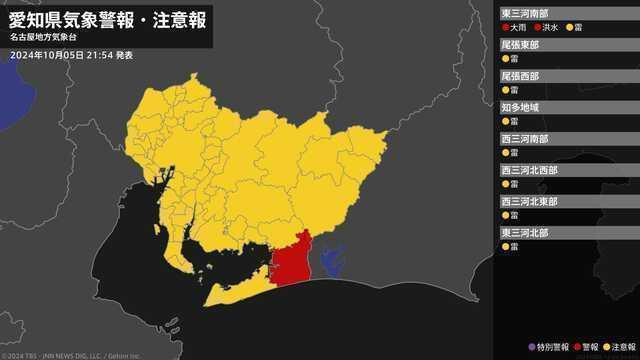 愛知県気象警報・注意報
名古屋地方気象台
2024年10月05日 21:54 発表
東三河南部
大雨 洪水 雷
尾張東部
雷
尾張西部
雷
知多地域
雷
西三河南部
雷
西三河北西部
雷
西三河北東部
雷
東三河北部
雷
特別警報 警報 注意報
©2024 TBS・JNN NEWS DIG, LLC. / Geforn Inc.